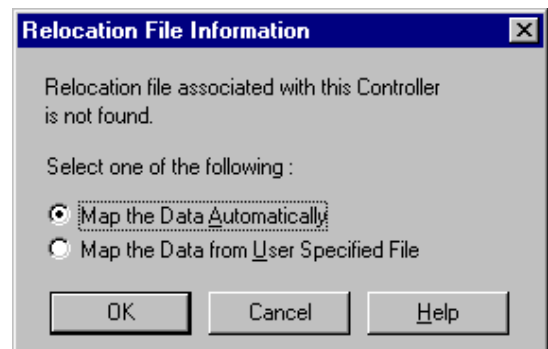 Relocation File Information
Relocation file associated with this Controller
is not found.
Select one of the following :
Map the Data Automatically
Map the Data from User Specified File
OK Cancel Help